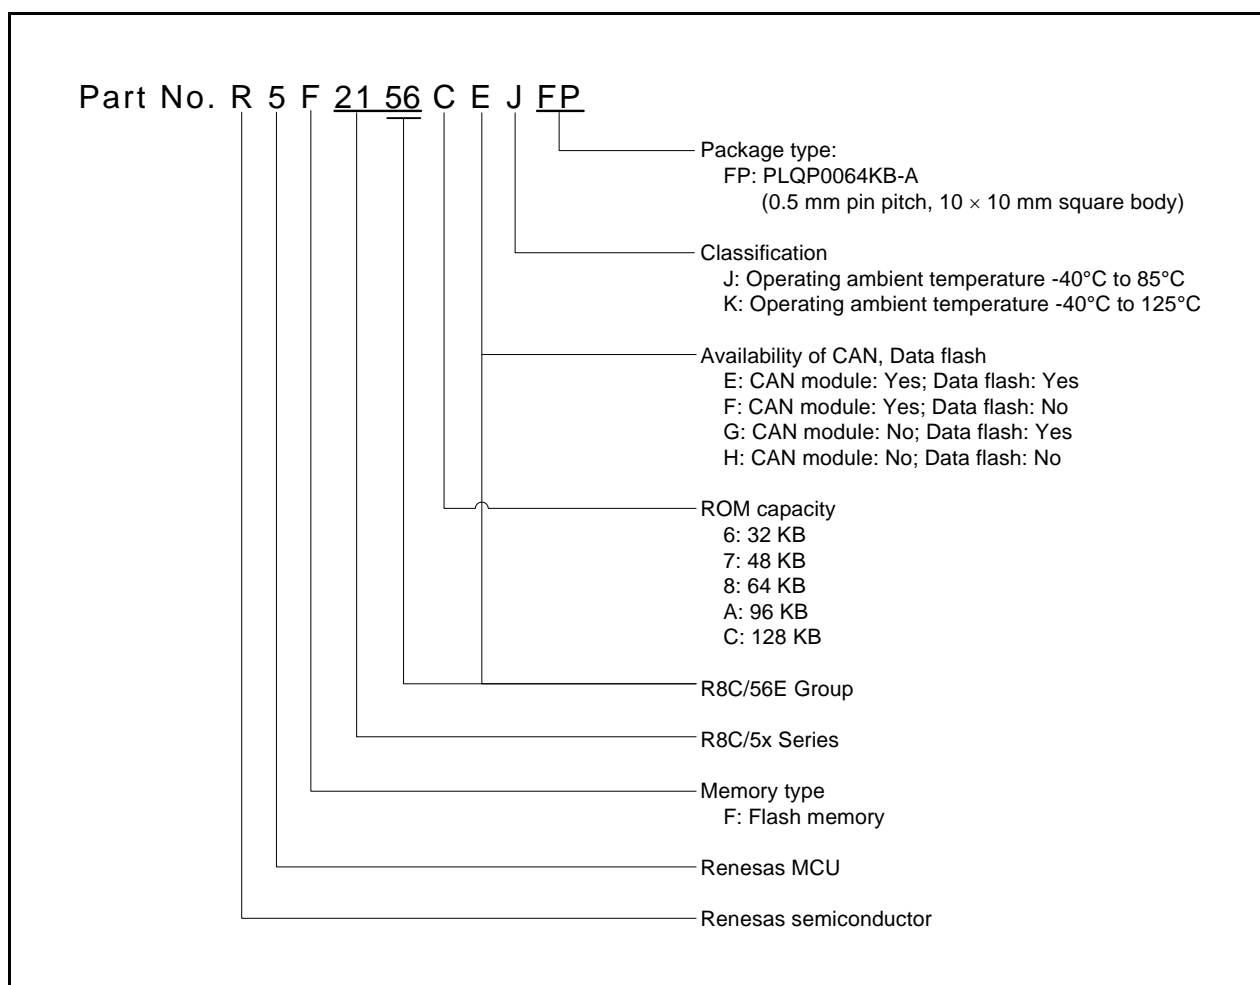 Part No. R 5 F 21 56 C E J FP
Package type:
FP: PLQP0064KB-A
(0.5 mm pin pitch, 10 × 10 mm square body)
Classification
J: Operating ambient temperature -40°C to 85°C
K: Operating ambient temperature -40°C to 125°C
Availability of CAN, Data flash
E: CAN module: Yes; Data flash: Yes
F: CAN module: Yes; Data flash: No
G: CAN module: No; Data flash: Yes
H: CAN module: No; Data flash: No
ROM capacity
6: 32 KB
7: 48 KB
8: 64 KB
A: 96 KB
C: 128 KB
R8C/56E Group
R8C/5x Series
Memory type
F: Flash memory
Renesas MCU
Renesas semiconductor